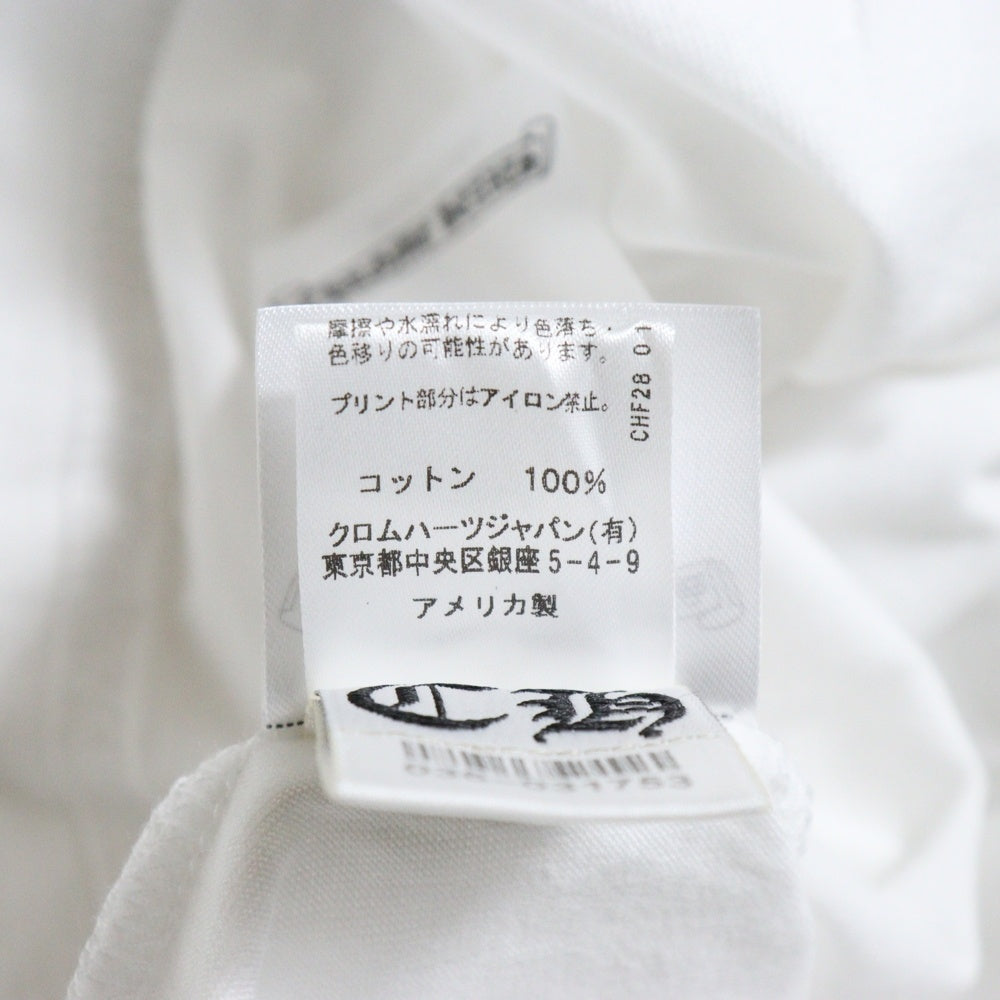 摩擦や水濡れにより色落ち・
色移りの可能性があります。
プリント部分はアイロン禁止。
CHF28 01
コットン 100%
クロムハーツジャパン(有)
東京都中央区銀座5-4-9
アメリカ製
CH